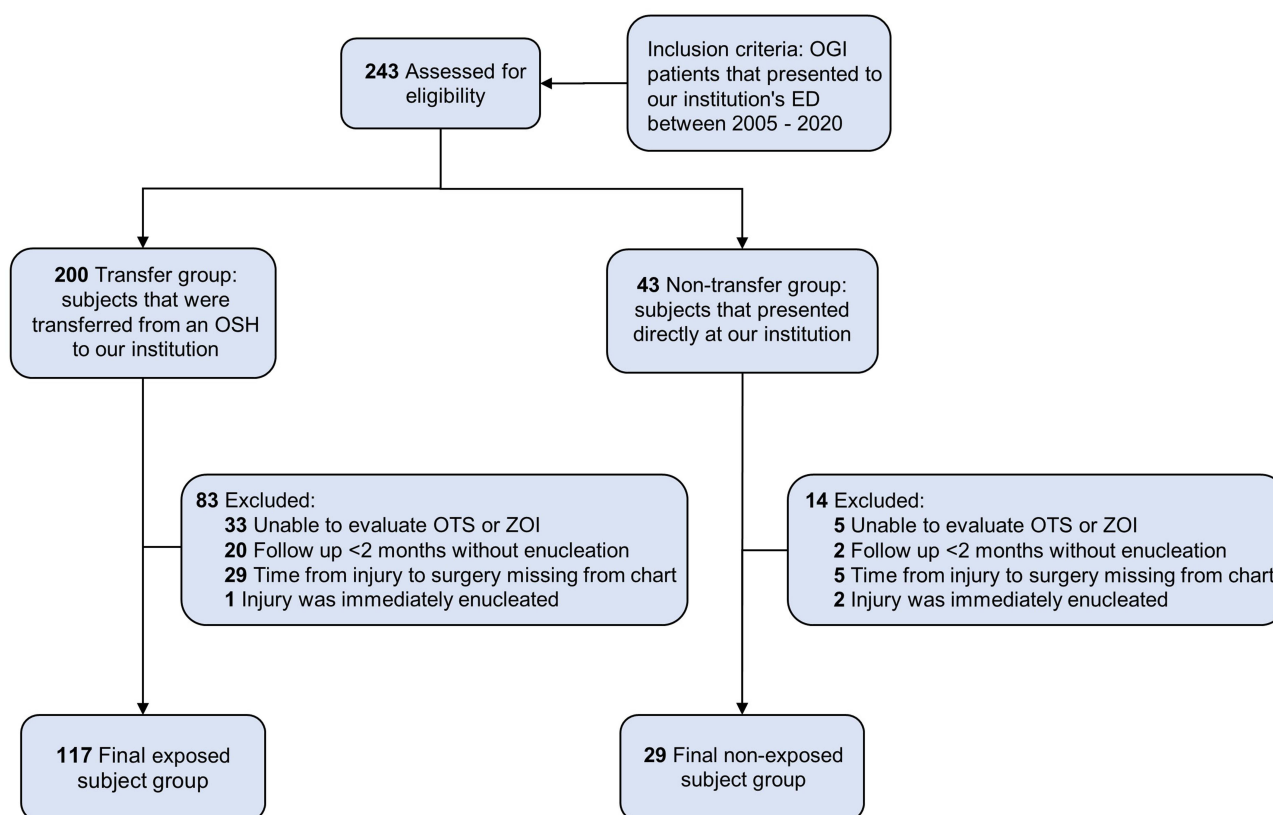 243 Assessed for
eligibility
Inclusion criteria: OGI
patients that presented to
our institution's ED
between 2005 - 2020
200 Transfer group:
subjects that were
transferred from an OSH
to our institution
43 Non-transfer group:
subjects that presented
directly at our institution
83 Excluded:
33 Unable to evaluate OTS or ZOI
20 Follow up <2 months without enucleation
29 Time from injury to surgery missing from chart
1 Injury was immediately enucleated
14 Excluded:
5 Unable to evaluate OTS or ZOI
2 Follow up <2 months without enucleation
5 Time from injury to surgery missing from chart
2 Injury was immediately enucleated
117 Final exposed
subject group
29 Final non-exposed
subject group